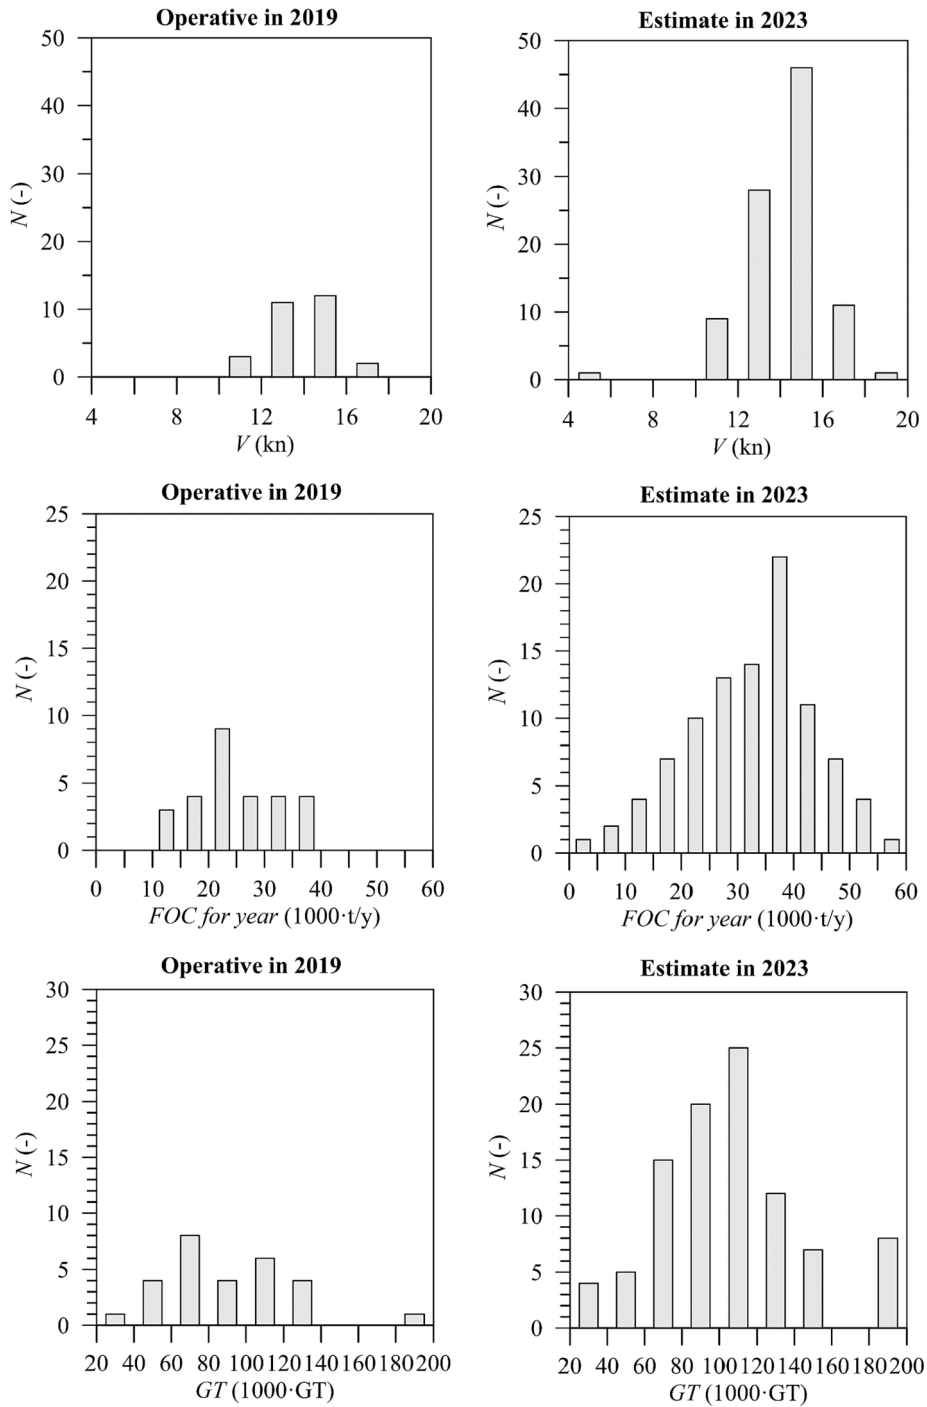 Operative in 2019
50
40
30
20
10
0
N (-)
4 8 12 16 20
V (kn)
Estimate in 2023
50
40
30
20
10
0
N (-)
4 8 12 16 20
V (kn)
Operative in 2019
25
20
15
10
5
0
N (-)
0 10 20 30 40 50 60
FOC for year (1000·t/y)
Estimate in 2023
25
20
15
10
5
0
N (-)
0 10 20 30 40 50 60
FOC for year (1000·t/y)
Operative in 2019
30
25
20
15
10
5
0
N (-)
20 40 60 80 100 120 140 160 180 200
GT (1000·GT)
Estimate in 2023
30
25
20
15
10
5
0
N (-)
20 40 60 80 100 120 140 160 180 200
GT (1000·GT)